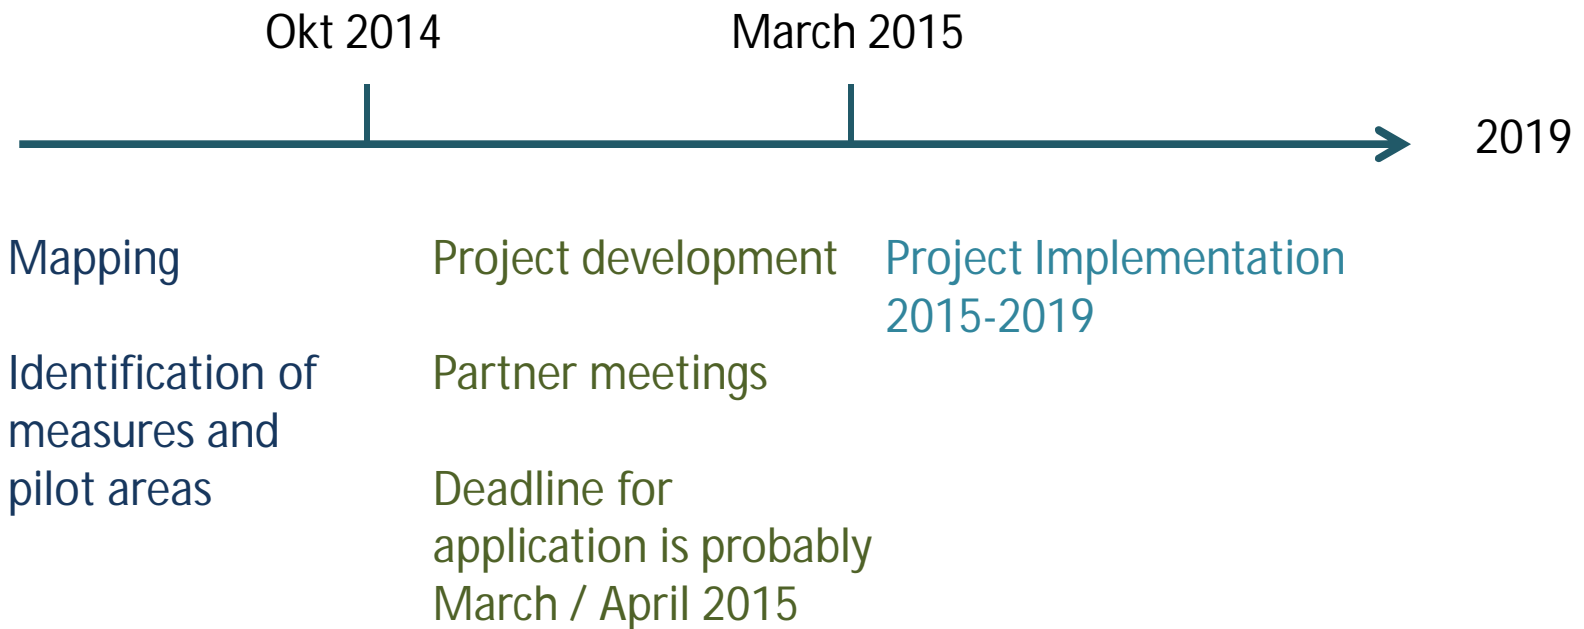 Okt 2014
March 2015
2019
Mapping
Identification of
measures and
pilot areas
Project development
Partner meetings
Deadline for
application is probably
March / April 2015
Project Implementation
2015-2019